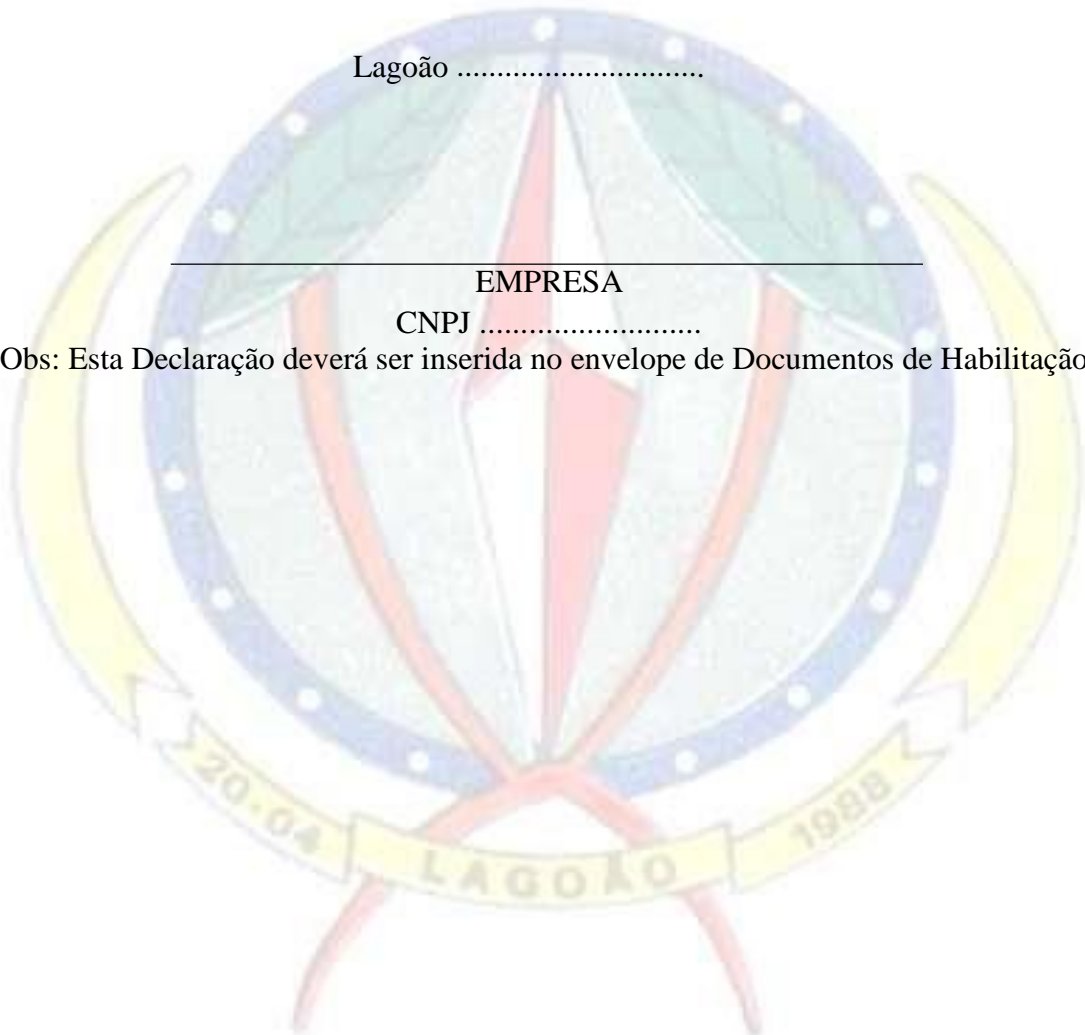 Lagoão ..............................
EMPRESA
CNPJ ...........................
Obs: Esta Declaração deverá ser inserida no envelope de Documentos de Habilitação
20-04
LAGOÃO
1988